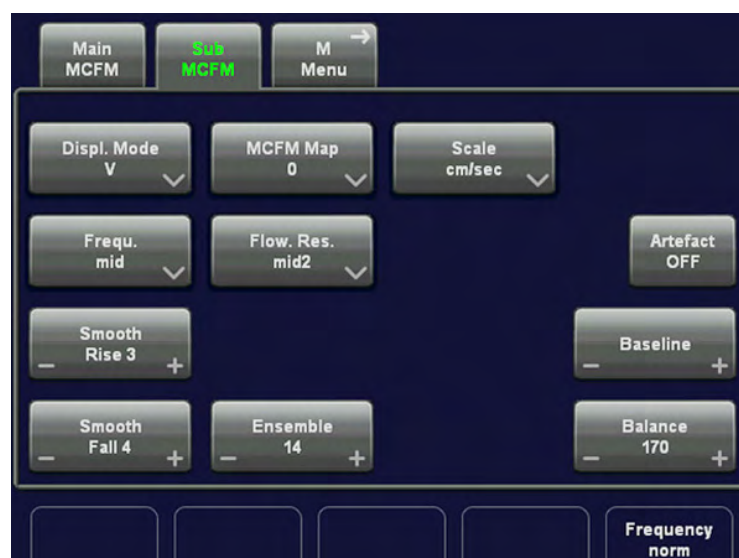 Main
MCFM
Sub
MCFM
M
Menu
Displ. Mode
V
MCFM Map
0
Scale
cm/sec
Frequ.
mid
Flow. Res.
mid2
Artefact
OFF
Smooth
Rise 3
Baseline
Smooth
Fall 4
Ensemble
14
Balance
170
Frequency
norm